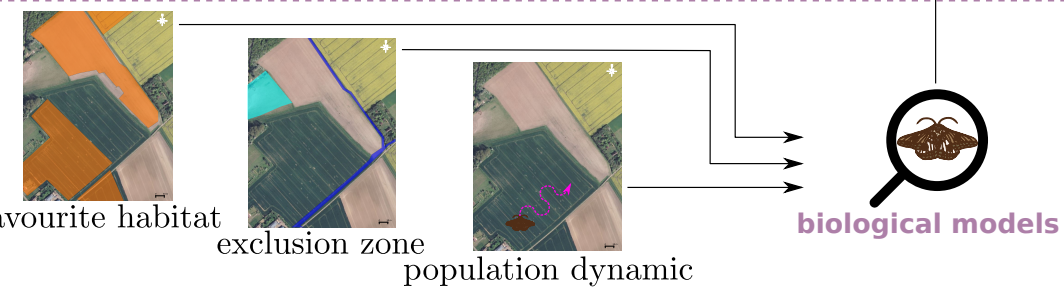 avourite habitat
exclusion zone
population dynamic
biological models